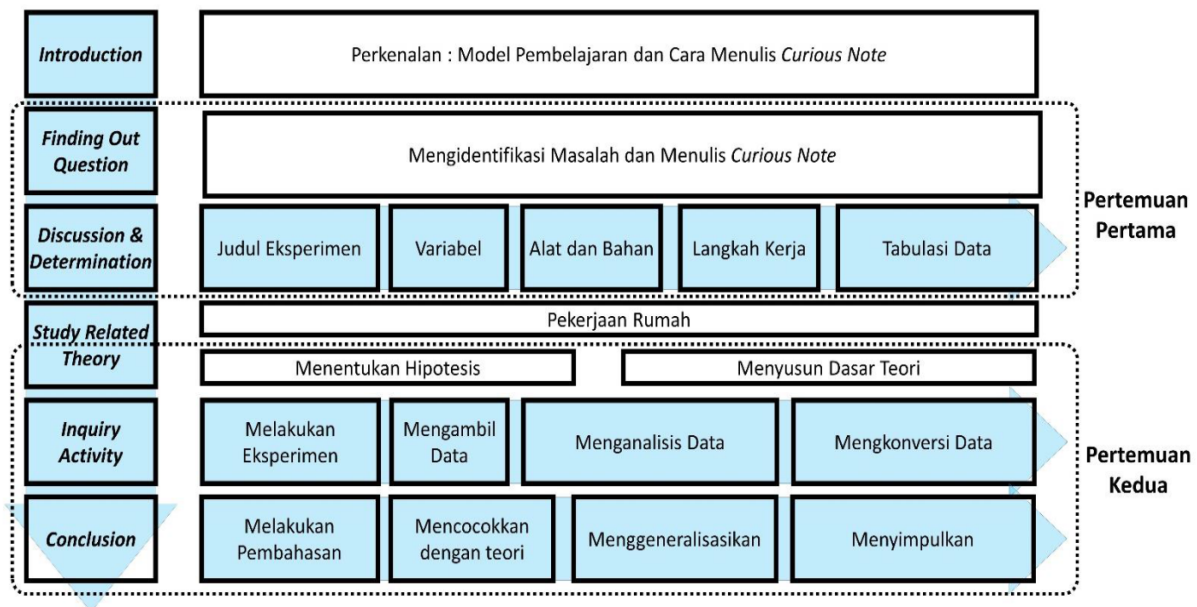 Introduction
Perkenalan : Model Pembelajaran dan Cara Menulis Curious Note
Finding Out
Question
Mengidentifikasi Masalah dan Menulis Curious Note
Discussion &
Determination
Judul Eksperimen
Variabel
Alat dan Bahan
Langkah Kerja
Tabulasi Data
Pertemuan
Pertama
Study Related
Theory
Pekerjaan Rumah
Menentukan Hipotesis
Menyusun Dasar Teori
Inquiry
Activity
Melakukan
Eksperimen
Mengambil
Data
Menganalisis Data
Mengkonversi Data
Pertemuan
Kedua
Conclusion
Melakukan
Pembahasan
Mencocokkan
dengan teori
Menggeneralisasikan
Menyimpulkan